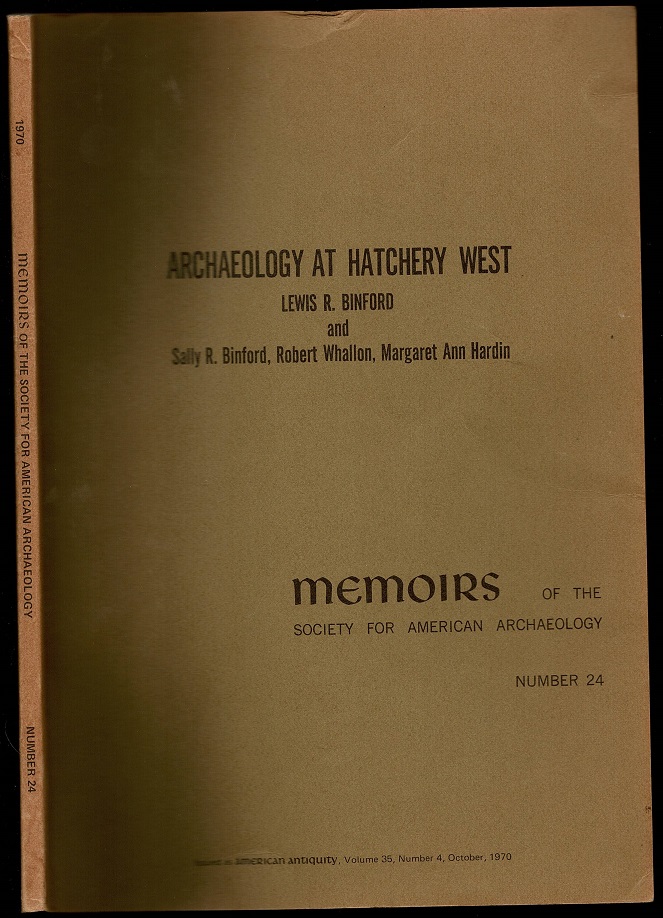 1970
MEMOIRS OF THE SOCIETY FOR AMERICAN ARCHAEOLOGY
NUMBER 24
ARCHAEOLOGY AT HATCHERY WEST
LEWIS R. BINFORD
and
Sally R. Binford, Robert Whallon, Margaret Ann Hardin
MEMOIRS OF THE
SOCIETY FOR AMERICAN ARCHAEOLOGY
NUMBER 24
AMERICAN ANTIQUITY, Volume 35, Number 4, October, 1970